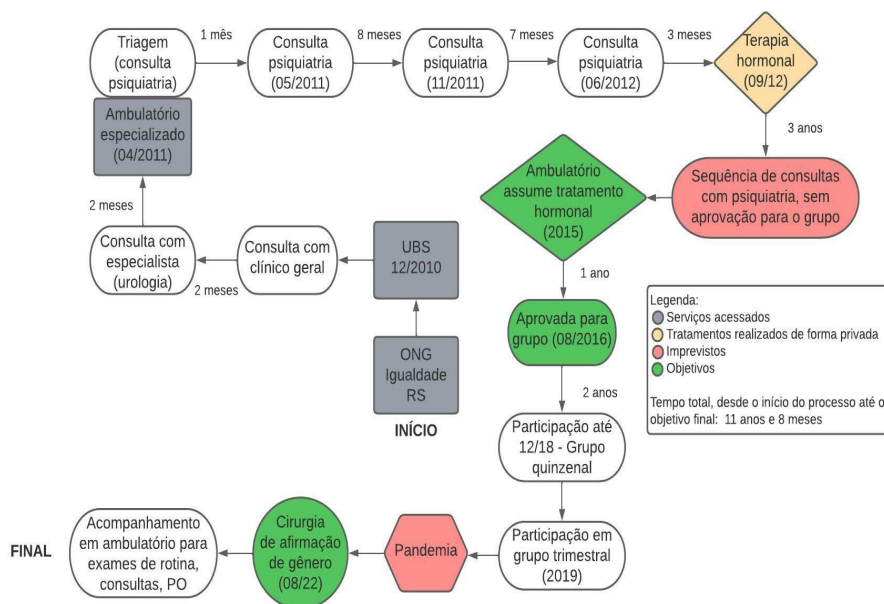 Triagem
(consulta
psiquiatria)
1 mês
Consulta
psiquiatria
(05/2011)
8 meses
Consulta
psiquiatria
(11/2011)
7 meses
Consulta
psiquiatria
(06/2012)
3 meses
Terapia
hormonal
(09/12)
3 anos
Sequência de consultas
com psiquiatria, sem
aprovação para o grupo
Ambulatório
assume tratamento
hormonal
(2015)
1 ano
Aprovada para
grupo (08/2016)
2 anos
Participação até
12/18 - Grupo
quinzenal
Participação em
grupo trimestral
(2019)
Pandemia
Cirurgia
de afirmação
de gênero
(08/22)
Acompanhamento
em ambulatório para
exames de rotina,
consultas, PO
FINAL
Ambulatório
especializado
(04/2011)
2 meses
Consulta com
especialista
(urologia)
2 meses
Consulta com
clínico geral
UBS
12/2010
ONG
Igualdade
RS
INÍCIO
Legenda:
Serviços acessados
Tratamentos realizados de forma privada
Imprevistos
Objetivos
Tempo total, desde o início do processo até o
objetivo final: 11 anos e 8 meses